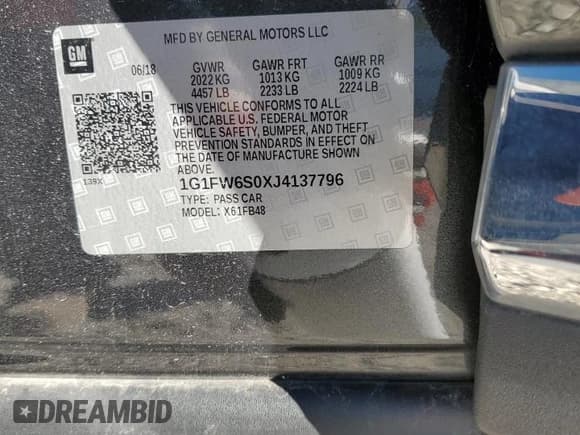 MFD BY GENERAL MOTORS LLC
GM
06/18 GVWR GAWR FRT GAWR RR
2022 KG 1013 KG 1009 KG
4457 LB 2233 LB 2224 LB
THIS VEHICLE CONFORMS TO ALL
APPLICABLE U.S. FEDERAL MOTOR
VEHICLE SAFETY, BUMPER, AND THEFT
PREVENTION STANDARDS IN EFFECT ON
THE DATE OF MANUFACTURE SHOWN
ABOVE.
139X
1G1FW6S0XJ4137796
TYPE: PASS CAR
MODEL: X61FB48
DREAMBID